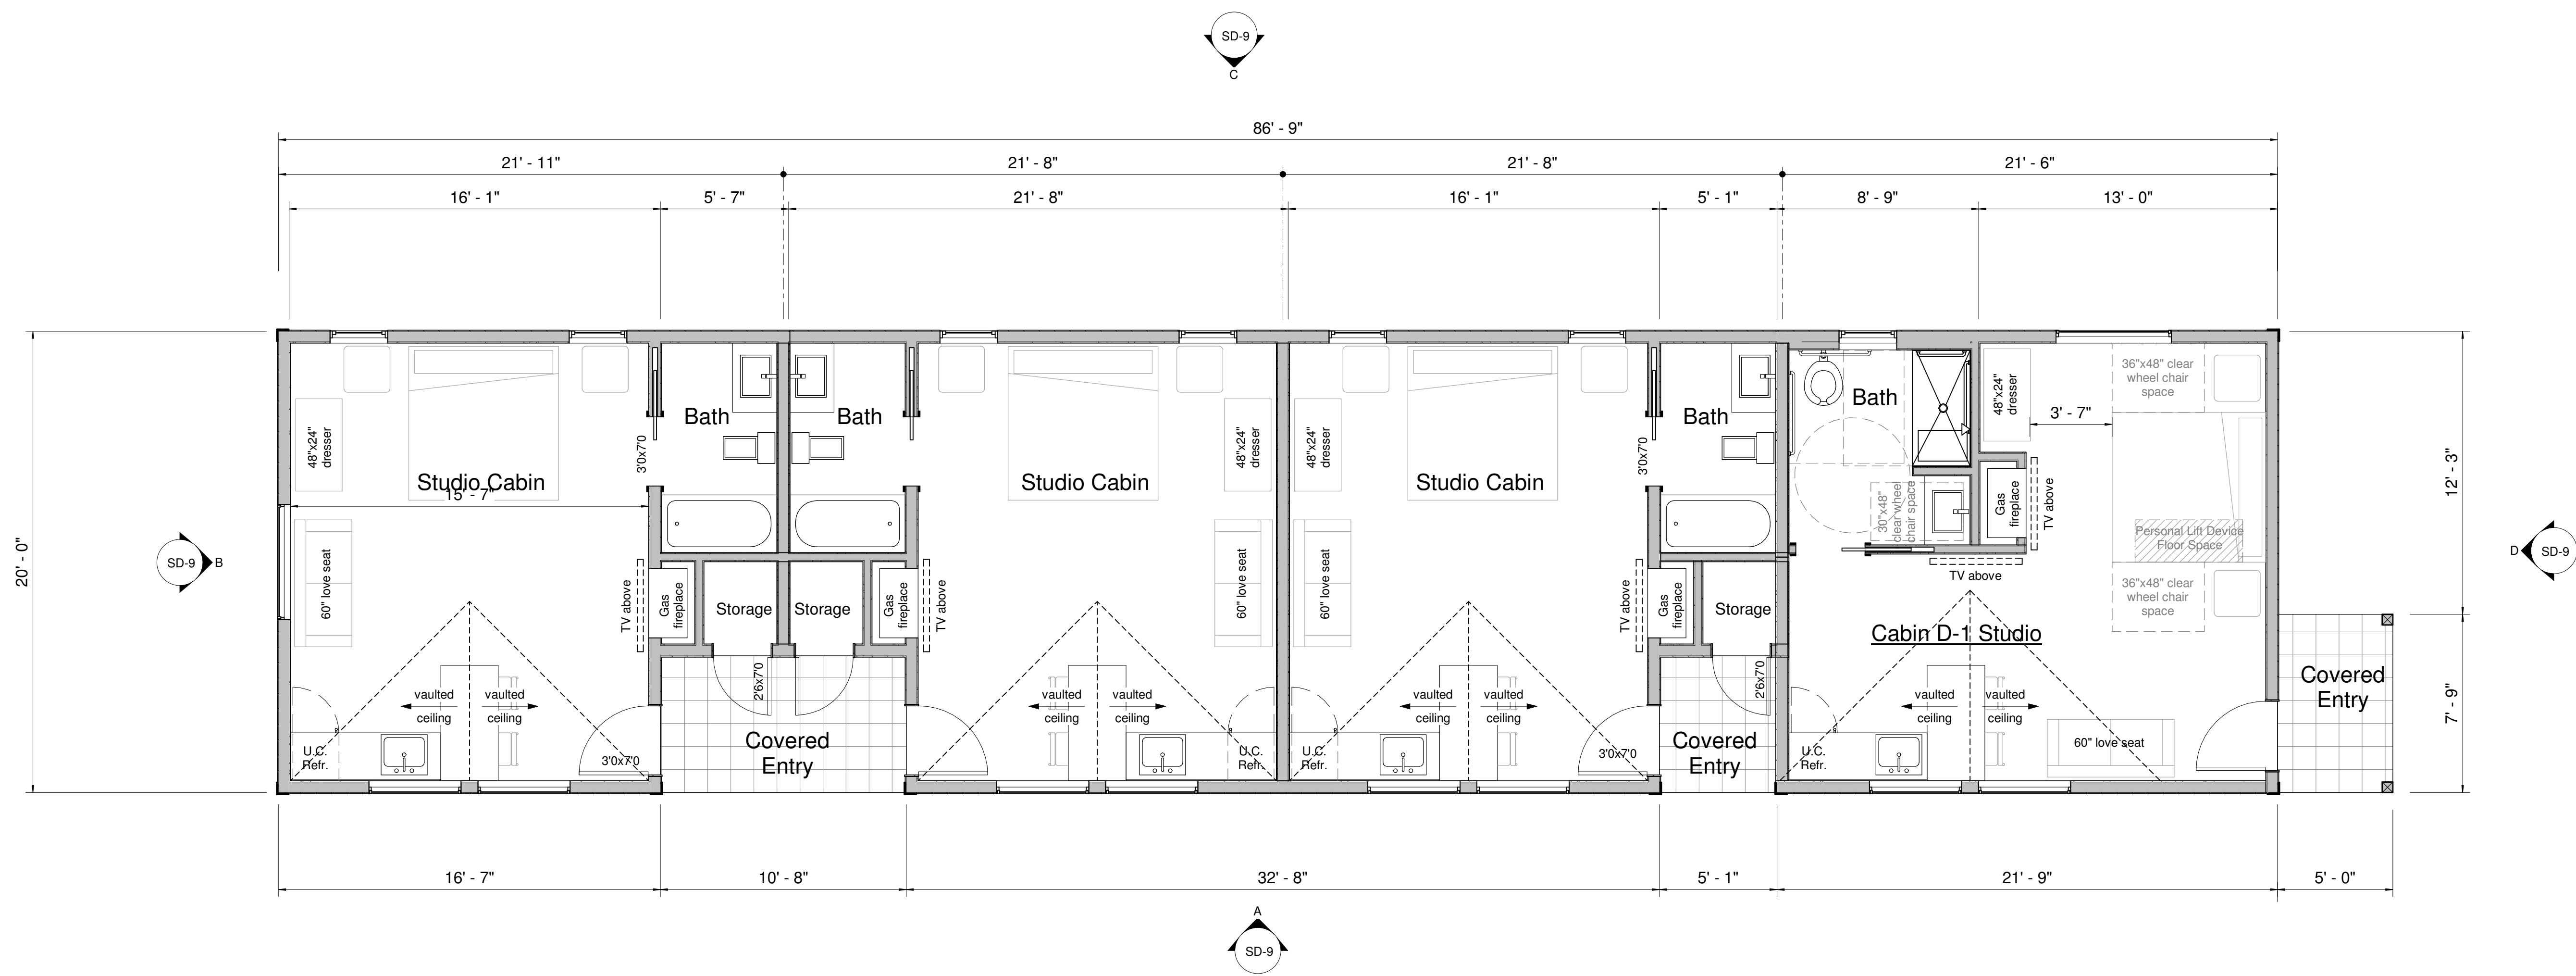 SD-9
C
86' - 9"
21' - 11"
21' - 8"
21' - 8"
21' - 6"
16' - 1"
5' - 7"
21' - 8"
16' - 1"
5' - 1"
8' - 9"
13' - 0"
48"x24"
dresser
Studio Cabin
15' - 7"
3'0x7'0
Bath
Bath
Studio Cabin
48"x24"
dresser
48"x24"
dresser
Studio Cabin
3'0x7'0
Bath
Bath
30"x48"
clear wheel
chair space
48"x24"
dresser
3' - 7"
36"x48" clear
wheel chair
space
Gas
fireplace
TV above
TV above
Personal Lift Device
Floor Space
36"x48" clear
wheel chair
space
12' - 3"
20' - 0"
SD-9
B
D
SD-9
60" love seat
TV above
Gas
fireplace
Storage
Storage
Gas
fireplace
TV above
60" love seat
60" love seat
TV above
Gas
fireplace
Storage
Cabin D-1 Studio
vaulted
ceiling
vaulted
ceiling
U.C.
Refr.
3'0x7'0
2'6x7'0
Covered
Entry
vaulted
ceiling
vaulted
ceiling
U.C.
Refr.
U.C.
Refr.
vaulted
ceiling
vaulted
ceiling
3'0x7'0
2'6x7'0
Covered
Entry
U.C.
Refr.
vaulted
ceiling
vaulted
ceiling
60" love seat
Covered
Entry
7' - 9"
16' - 7"
10' - 8"
32' - 8"
5' - 1"
21' - 9"
5' - 0"
A
SD-9